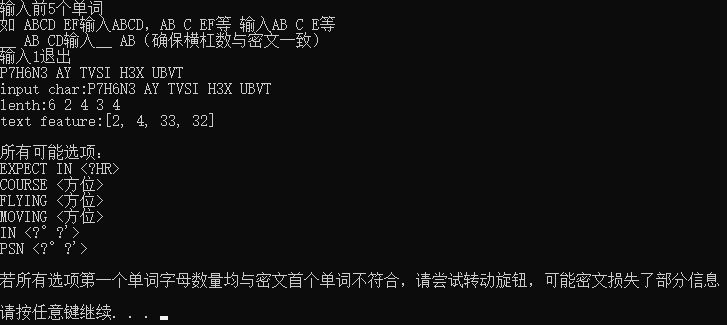 输入前5个单词
如 ABCD EF输入ABCD, AB C EF等 输入AB C E等
__ AB CD输入__ AB (确保横杠数与密文一致)
输入1退出
P7H6N3 AY TVSI H3X UBVT
input char:P7H6N3 AY TVSI H3X UBVT
lenth:6 2 4 3 4
text feature:[2, 4, 33, 32]

所有可能选项:
EXPECT IN <?HR>
COURSE <方位>
FLYING <方位>
MOVING <方位>
IN <?° ?'>
PSN <?° ?'>

若所有选项第一个单词字母数量均与密文首个单词不符合，请尝试转动旋钮，可能密文损失了部分信息

请按任意键继续. . .